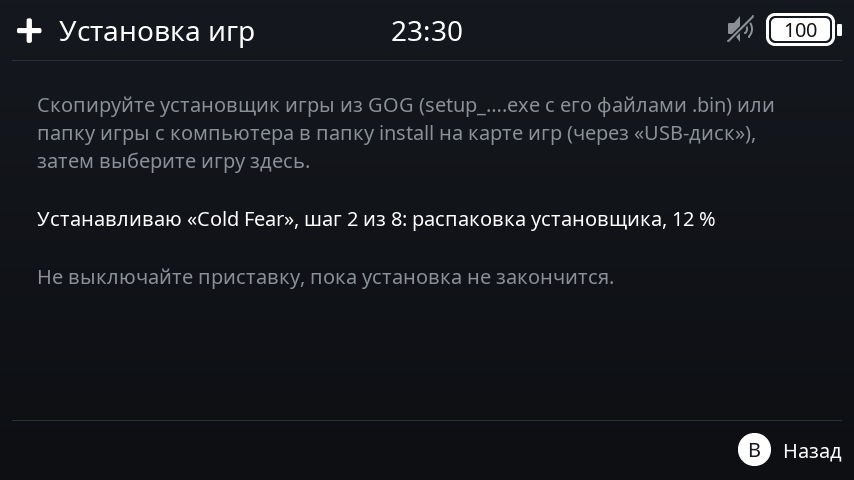 Установка игр
23:30
100
Скопируйте установщик игры из GOG (setup_....exe с его файлами .bin) или
папку игры с компьютера в папку install на карте игр (через «USB-диск»),
затем выберите игру здесь.
Устанавливаю «Cold Fear», шаг 2 из 8: распаковка установщика, 12 %
Не выключайте приставку, пока установка не закончится.
B Назад